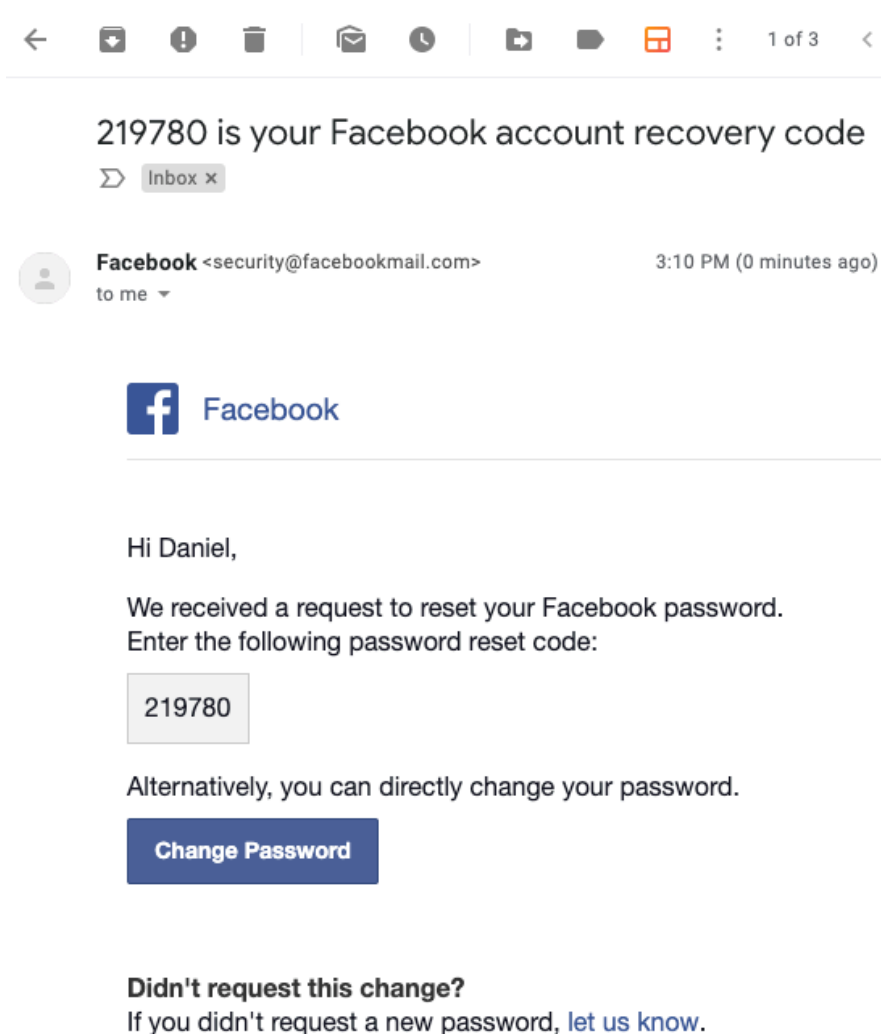 1 of 3
219780 is your Facebook account recovery code
Inbox ×
Facebook <security@facebookmail.com> 3:10 PM (0 minutes ago)
to me
Facebook
Hi Daniel,
We received a request to reset your Facebook password.
Enter the following password reset code:
219780
Alternatively, you can directly change your password.
Change Password
Didn't request this change?
If you didn't request a new password, let us know.